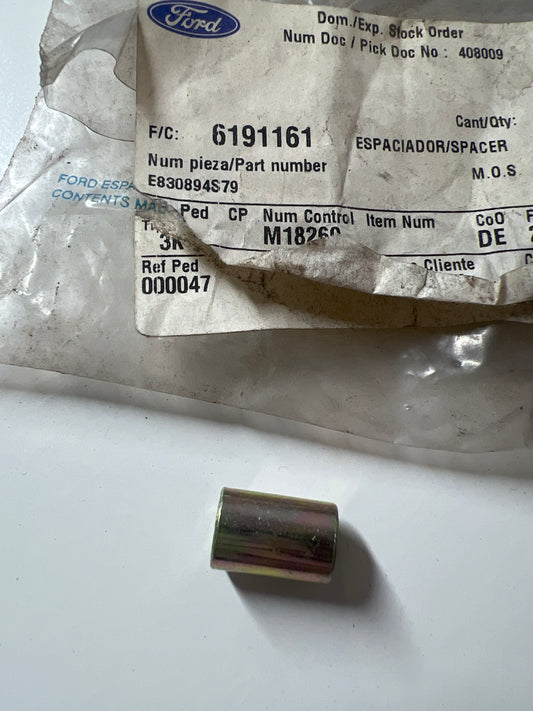 Ford
Dom./Exp. Stock Order
Num Doc / Pick Doc No : 408009
Cant/Qty:
F/C: 6191161
ESPACIADOR/SPACER
Num pieza/Part number
M.O.S.
E830894S79
FORD ESPA
CONTENTS MA
Ped CP Num Control Item Num CoO
3K M18260 DE
Ref Ped Cliente
000047